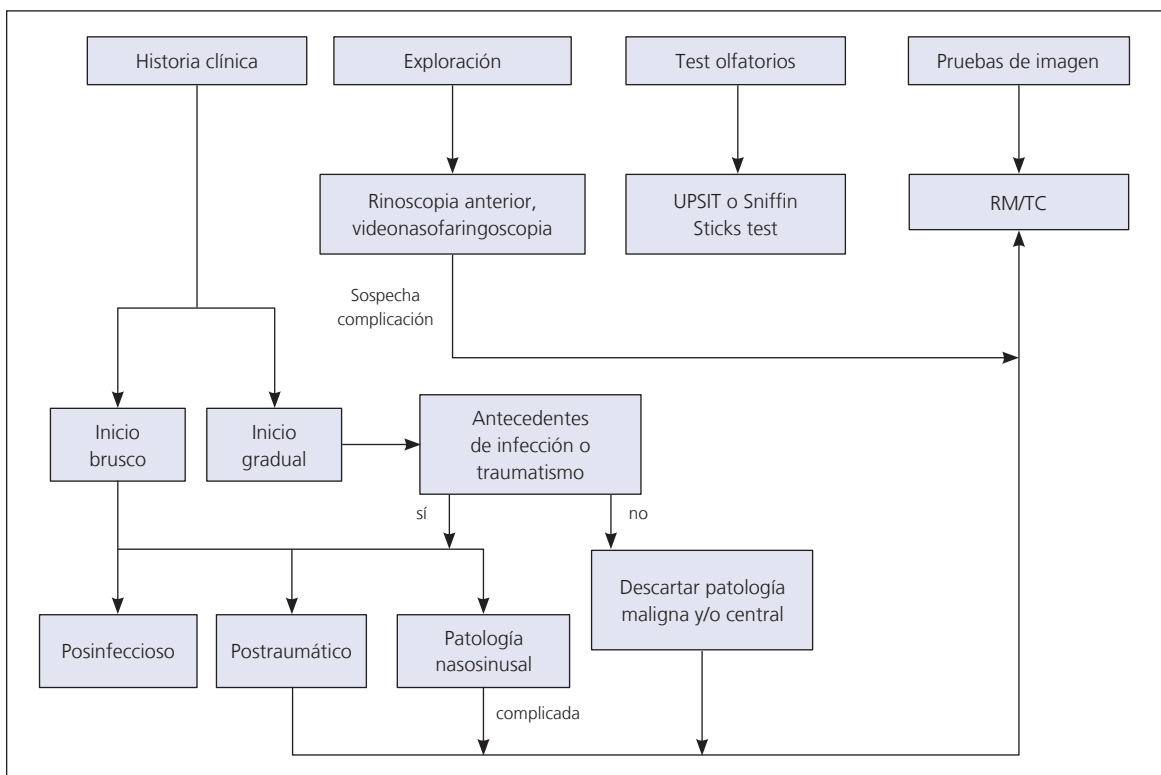 Historia clínica
Exploración
Test olfatorios
Pruebas de imagen
Rinoscopia anterior,
videonasofaringoscopia
UPSIT o Sniffin
Sticks test
RM/TC
Sospecha
complicación
Inicio
brusco
Inicio
gradual
Antecedentes
de infección o
traumatismo
sí
no
Descartar patología
maligna y/o central
Posinfeccioso
Postraumático
Patología
nasosinusal
complicada